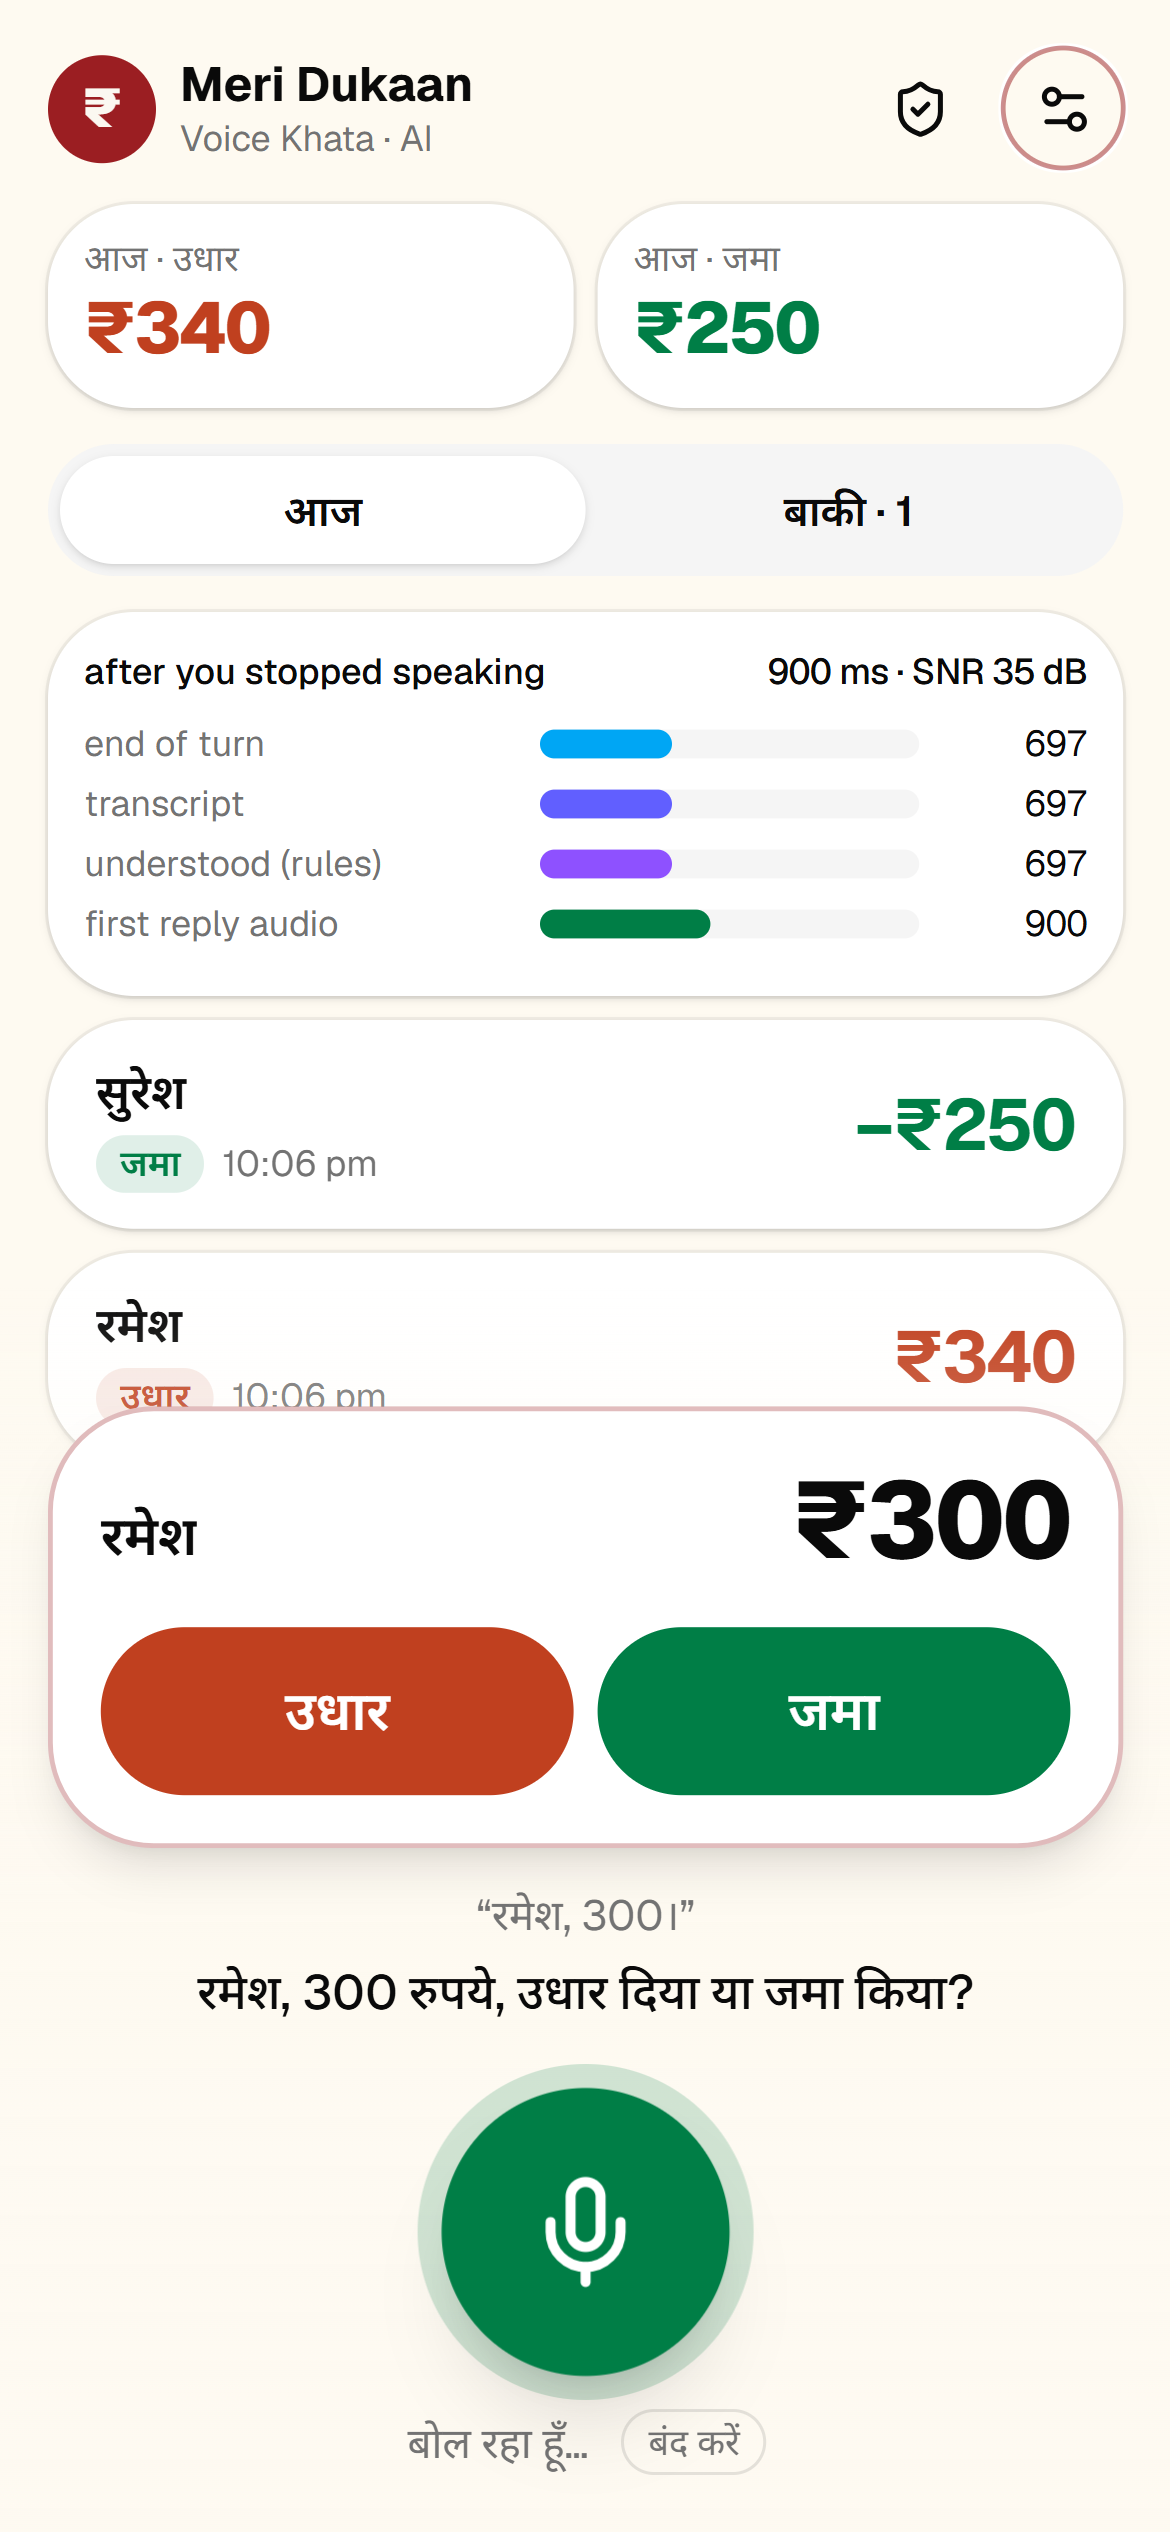 ₹
Meri Dukaan
Voice Khata · AI
आज · उधार
₹340
आज · जमा
₹250
आज
बाकी · 1
after you stopped speaking 900 ms · SNR 35 dB
end of turn 697
transcript 697
understood (rules) 697
first reply audio 900
सुरेश
−₹250
जमा 10:06 pm
रमेश
₹340
उधार 10:06 pm
रमेश ₹300
उधार जमा
“रमेश, 300।”
रमेश, 300 रुपये, उधार दिया या जमा किया?
बोल रहा हूँ... बंद करें